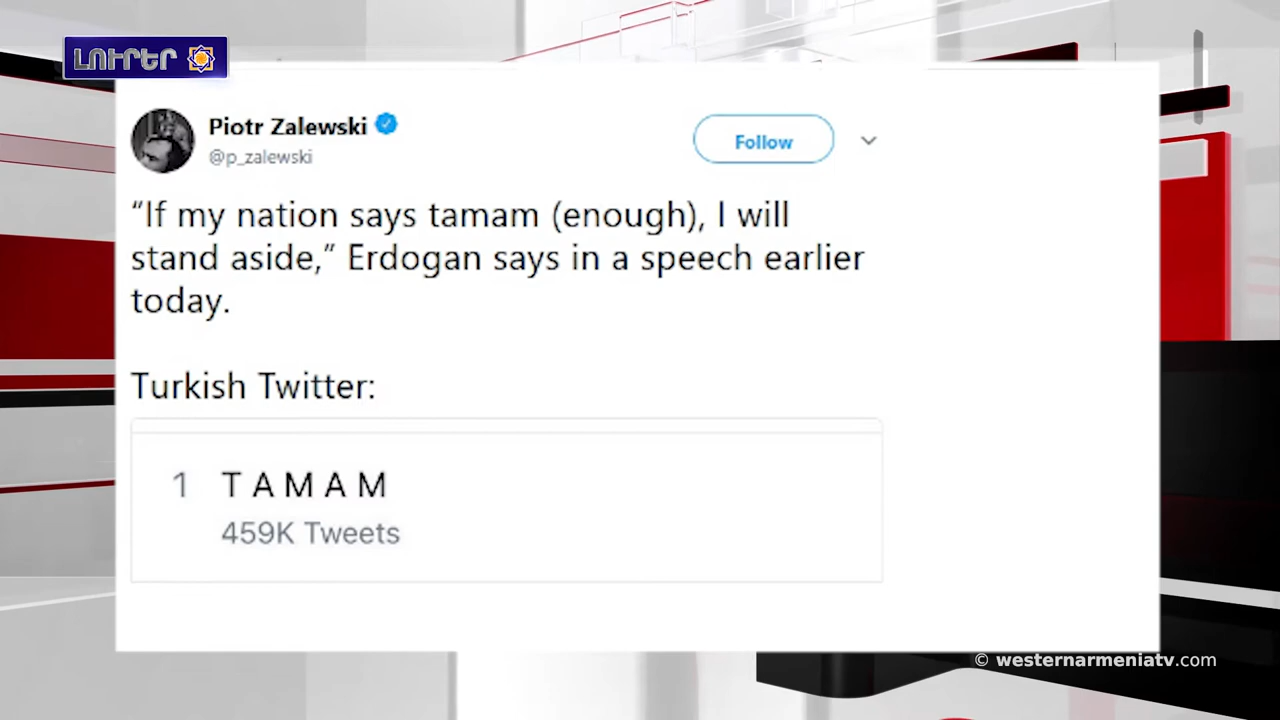 ԼՈՒՐԵՐ
Piotr Zalewski
@p_zalewski
Follow
“If my nation says tamam (enough), I will
stand aside,” Erdogan says in a speech earlier
today.
Turkish Twitter:
1 T A M A M
459K Tweets
© westernarmeniatv.com